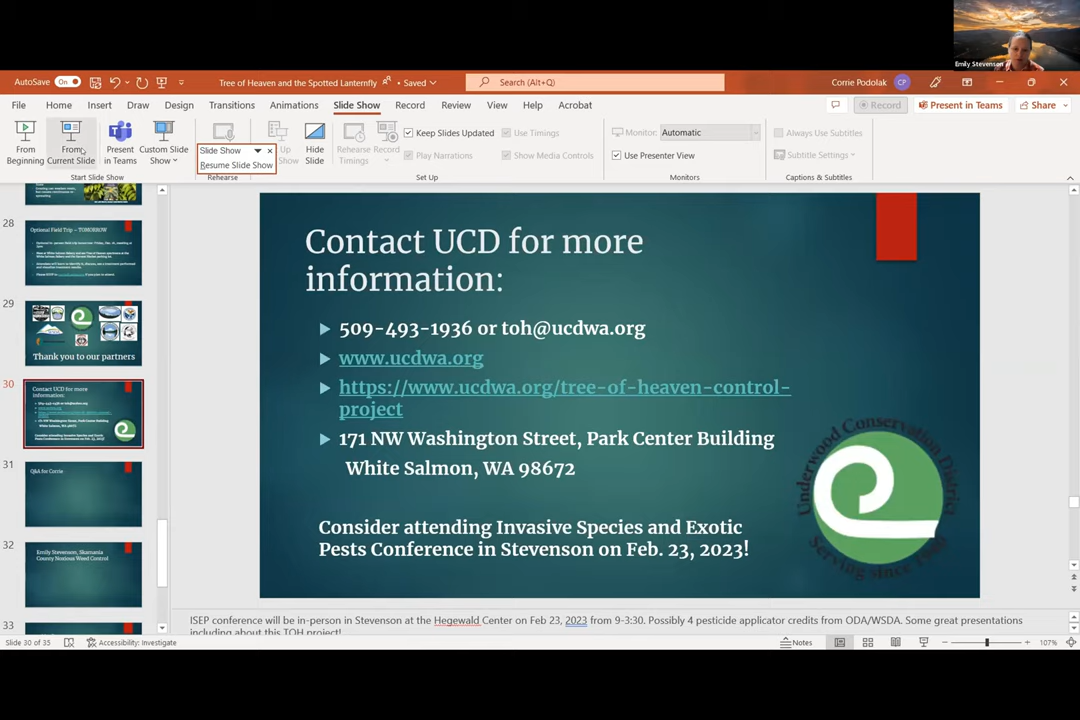 Emily Stevenson
AutoSave On Tree of Heaven and the Spotted Lanternfly • Saved Search (Alt+Q) Corrie Podolak CP
File Home Insert Draw Design Transitions Animations Slide Show Record Review View Help Acrobat Record Present in Teams Share
From Beginning
From Current Slide
Present in Teams
Custom Slide Show
Slide Show
Resume Slide Show
Up
Show
Hide Slide
Rehearse Timings
Record
Keep Slides Updated
Play Narrations
Use Timings
Show Media Controls
Monitor: Automatic
Use Presenter View
Always Use Subtitles
Subtitle Settings
Start Slide Show Rehearse Set Up Monitors Captions & Subtitles
28
Optional Field Trip – TOMORROW
29
Thank you to our partners
30
Contact UCD for more
information:
31
Q&A for Corrie
32
Emily Stevenson, Skamania
County Noxious Weed Control
33
Contact UCD for more
information:
509-493-1936 or toh@ucdwa.org
www.ucdwa.org
https://www.ucdwa.org/tree-of-heaven-control-
project
171 NW Washington Street, Park Center Building
White Salmon, WA 98672
Consider attending Invasive Species and Exotic
Pests Conference in Stevenson on Feb. 23, 2023!
Underwood Conservation District
Serving since 1940
ISEP conference will be in-person in Stevenson at the Hegewald Center on Feb 23, 2023 from 9-3:30. Possibly 4 pesticide applicator credits from ODA/WSDA. Some great presentations
including about this TOH project!
Slide 30 of 35 Accessibility: Investigate Notes 107%